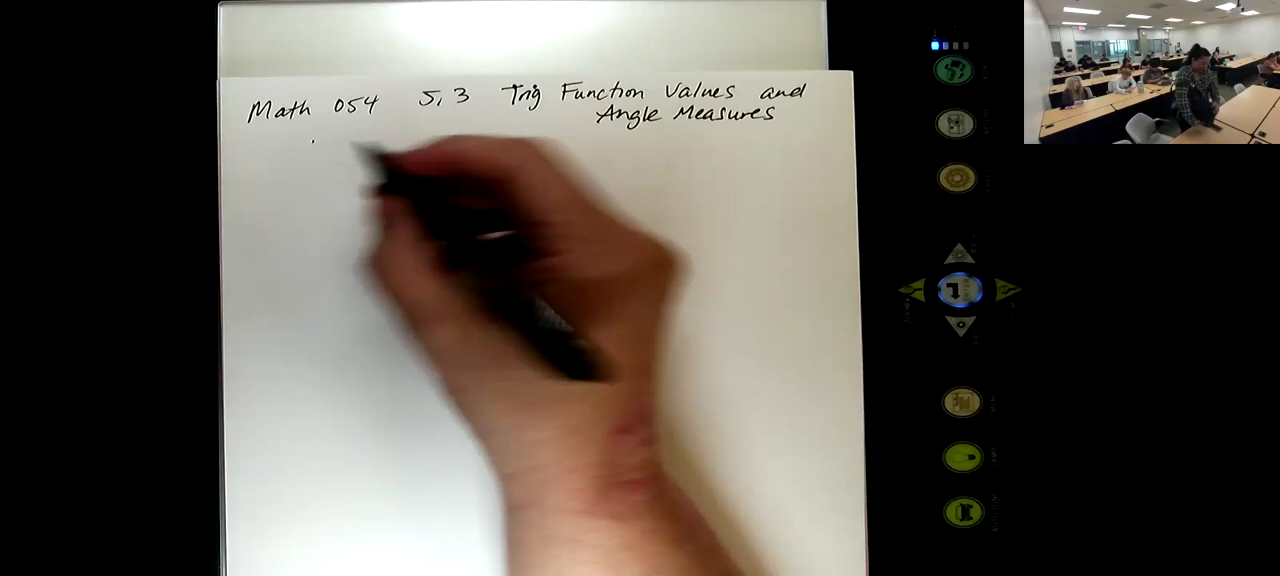 Math 054 5.3 Trig Function Values and
Angle Measures